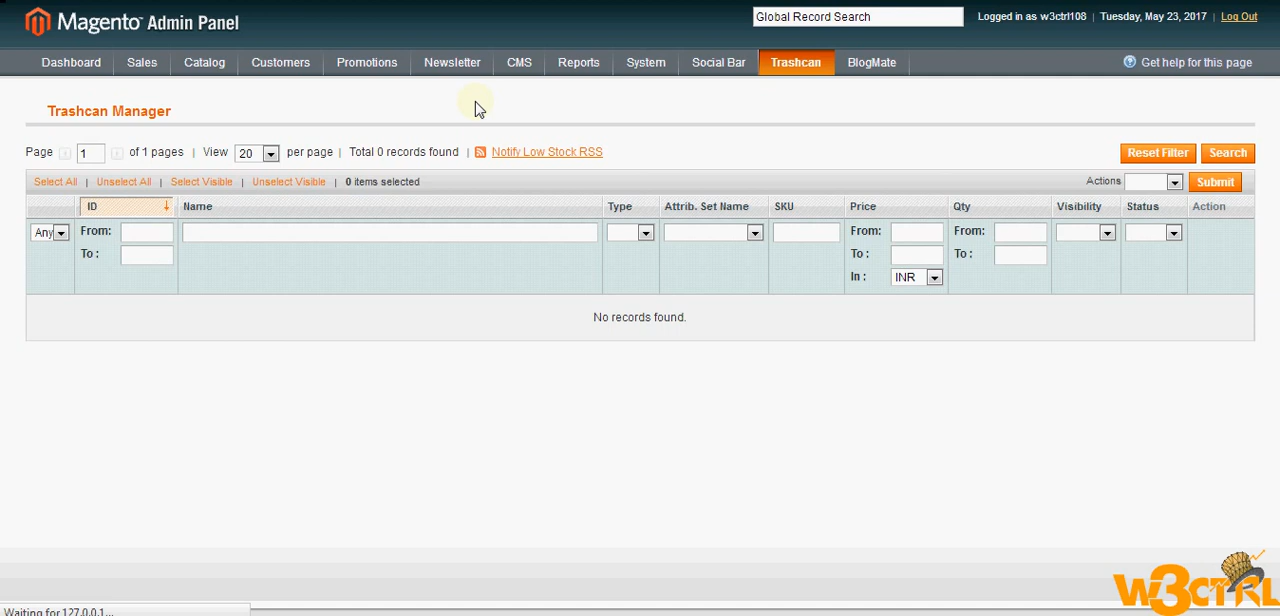 Magento™ Admin Panel
Global Record Search
Logged in as w3ctrl108 | Tuesday, May 23, 2017 | Log Out
Dashboard Sales Catalog Customers Promotions Newsletter CMS Reports System Social Bar Trashcan BlogMate Get help for this page
Trashcan Manager
Page 1 of 1 pages | View 20 per page | Total 0 records found | Notify Low Stock RSS Reset Filter Search
Select All | Unselect All | Select Visible | Unselect Visible | 0 items selected Actions Submit
ID Name Type Attrib. Set Name SKU Price Qty Visibility Status Action
Any From: From: From:
To : To : To :
In : INR
No records found.
W3CTRL
Waiting for 127.0.0.1...